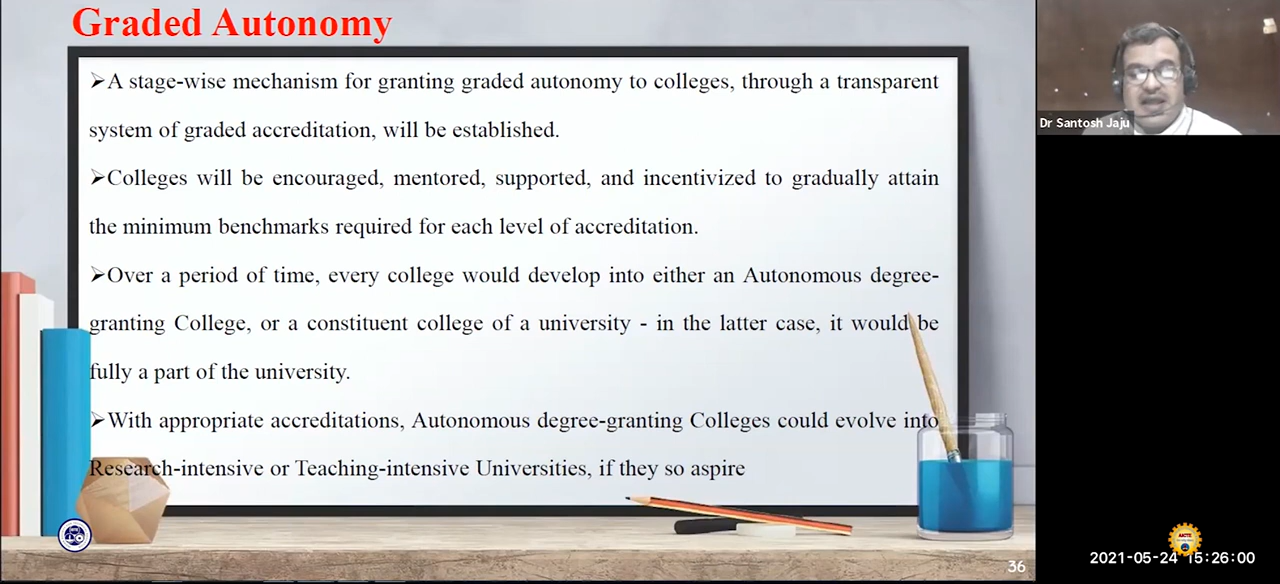 Graded Autonomy
➢A stage-wise mechanism for granting graded autonomy to colleges, through a transparent
system of graded accreditation, will be established.
➢Colleges will be encouraged, mentored, supported, and incentivized to gradually attain
the minimum benchmarks required for each level of accreditation.
➢Over a period of time, every college would develop into either an Autonomous degree-
granting College, or a constituent college of a university - in the latter case, it would be
fully a part of the university.
➢With appropriate accreditations, Autonomous degree-granting Colleges could evolve into
Research-intensive or Teaching-intensive Universities, if they so aspire
36
Dr Santosh Jaju
AICTE
2021-05-24 15:26:00